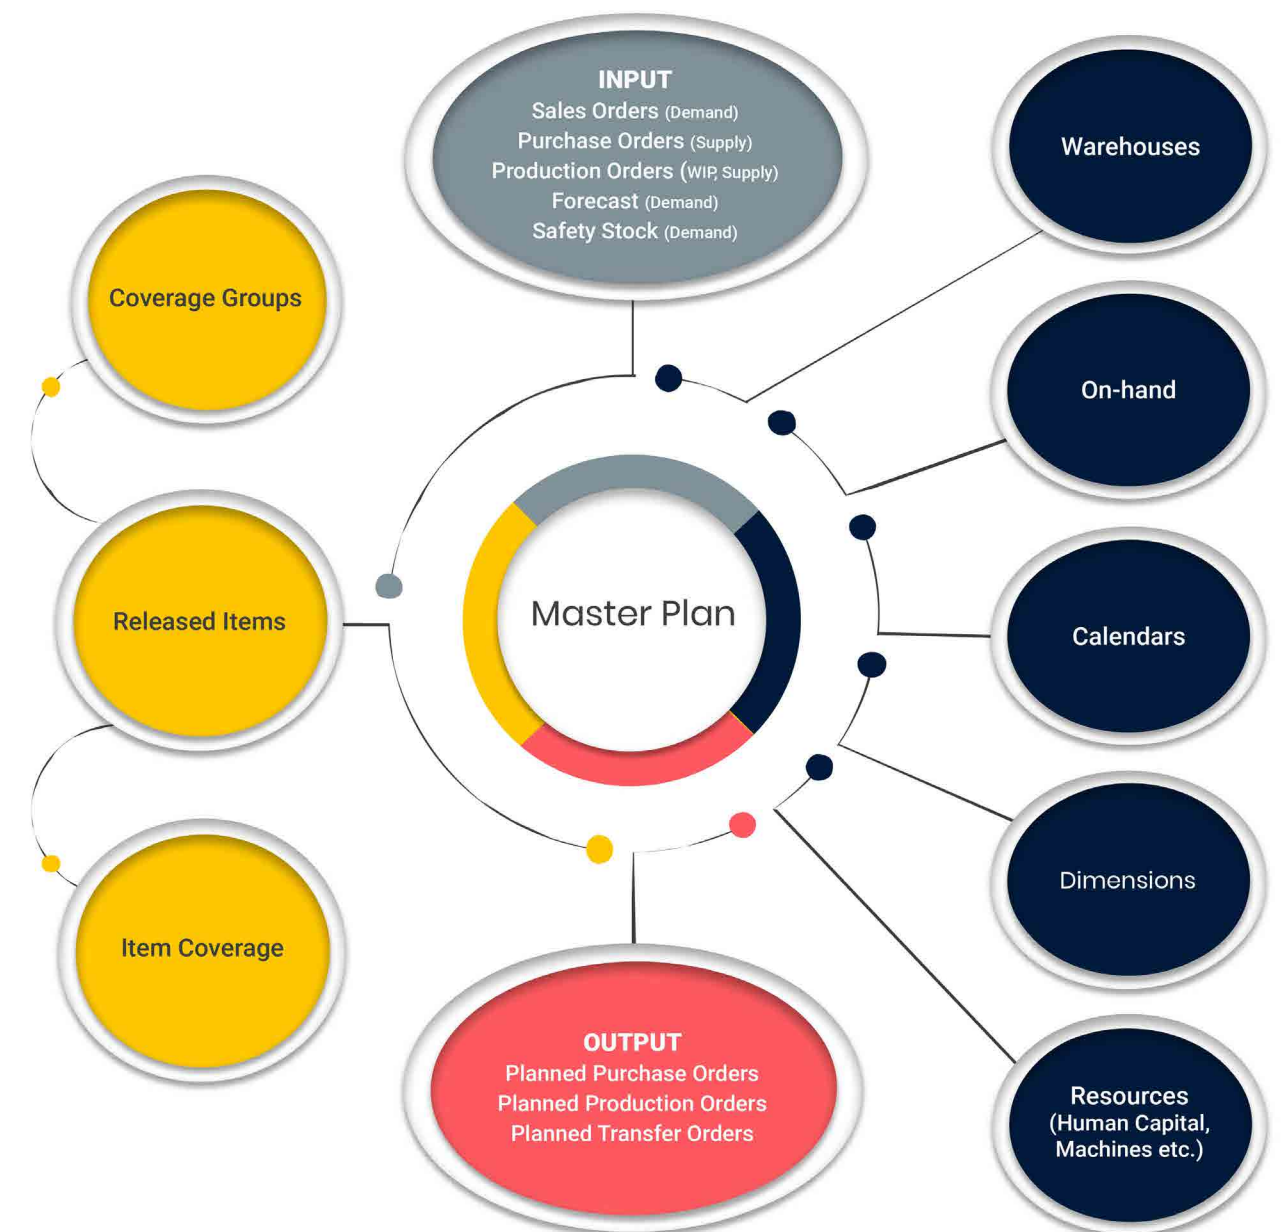 INPUT
Sales Orders (Demand)
Purchase Orders (Supply)
Production Orders (WIP, Supply)
Forecast (Demand)
Safety Stock (Demand)
Warehouses
Coverage Groups
On-hand
Released Items
Master Plan
Calendars
Dimensions
Item Coverage
OUTPUT
Planned Purchase Orders
Planned Production Orders
Planned Transfer Orders
Resources
(Human Capital,
Machines etc.)